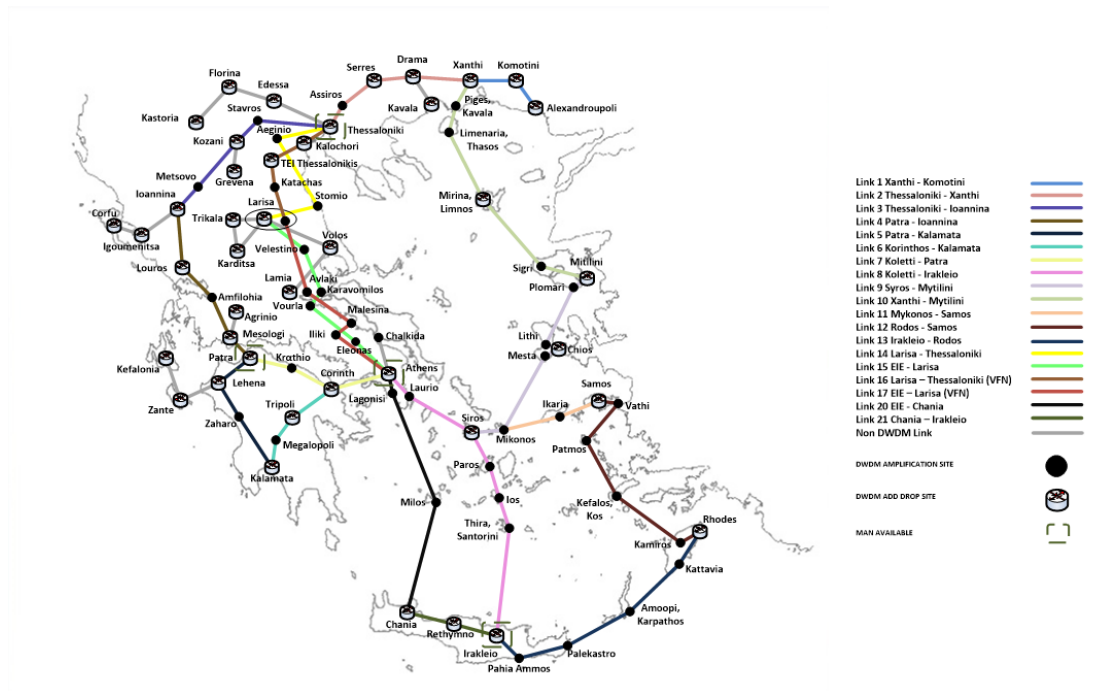 Drama
Xanthi
Komotini
Serres
Florina
Edessa
Assiros
Stavros
Kavala
Piges,
Kavala
Alexandroupoli
Kastoria
Aeginio
Thessaloniki
Limenaria,
Thasos
Kozani
Kalochori
TEI Thessalonikis
Metsovo
Grevena
Katachas
Ioannina
Stomio
Mirina,
Limnos
Corfu
Trikala
Larisa
Igoumenitsa
Volos
Karditsa
Velestino
Louros
Lamia
Avlaki
Karavomilos
Sigri
Mitilini
Plomari
Amfilohia
Vourla
Malesina
Agrinio
Iliki
Chalkida
Lithi
Mesologi
Eleonas
Mesta
Chios
Patra
Krathio
Athens
Kefalonia
Corinth
Lehena
Laurio
Samos
Lagonisi
Zante
Tripoli
Ikarja
Vathi
Zaharo
Siros
Mikonos
Megalopoli
Patmos
Kalamata
Paros
Milos
Ios
Kefalos,
Kos
Thira,
Santorini
Rhodes
Kamiros
Kattavia
Amoopi,
Karpathos
Chania
Rethymno
Irakleio
Palekastro
Pahia Ammos
Link 1 Xanthi - Komotini
Link 2 Thessaloniki - Xanthi
Link 3 Thessaloniki - Ioannina
Link 4 Patra - Ioannina
Link 5 Patra - Kalamata
Link 6 Korinthos - Kalamata
Link 7 Koletti - Patra
Link 8 Koletti - Irakleio
Link 9 Syros - Mytilini
Link 10 Xanthi - Mytilini
Link 11 Mykonos - Samos
Link 12 Rodos - Samos
Link 13 Irakleio - Rodos
Link 14 Larisa - Thessaloniki
Link 15 EIE - Larisa
Link 16 Larisa – Thessaloniki (VFN)
Link 17 EIE – Larisa (VFN)
Link 20 EIE - Chania
Link 21 Chania – Irakleio
Non DWDM Link
DWDM AMPLIFICATION SITE
DWDM ADD DROP SITE
MAN AVAILABLE